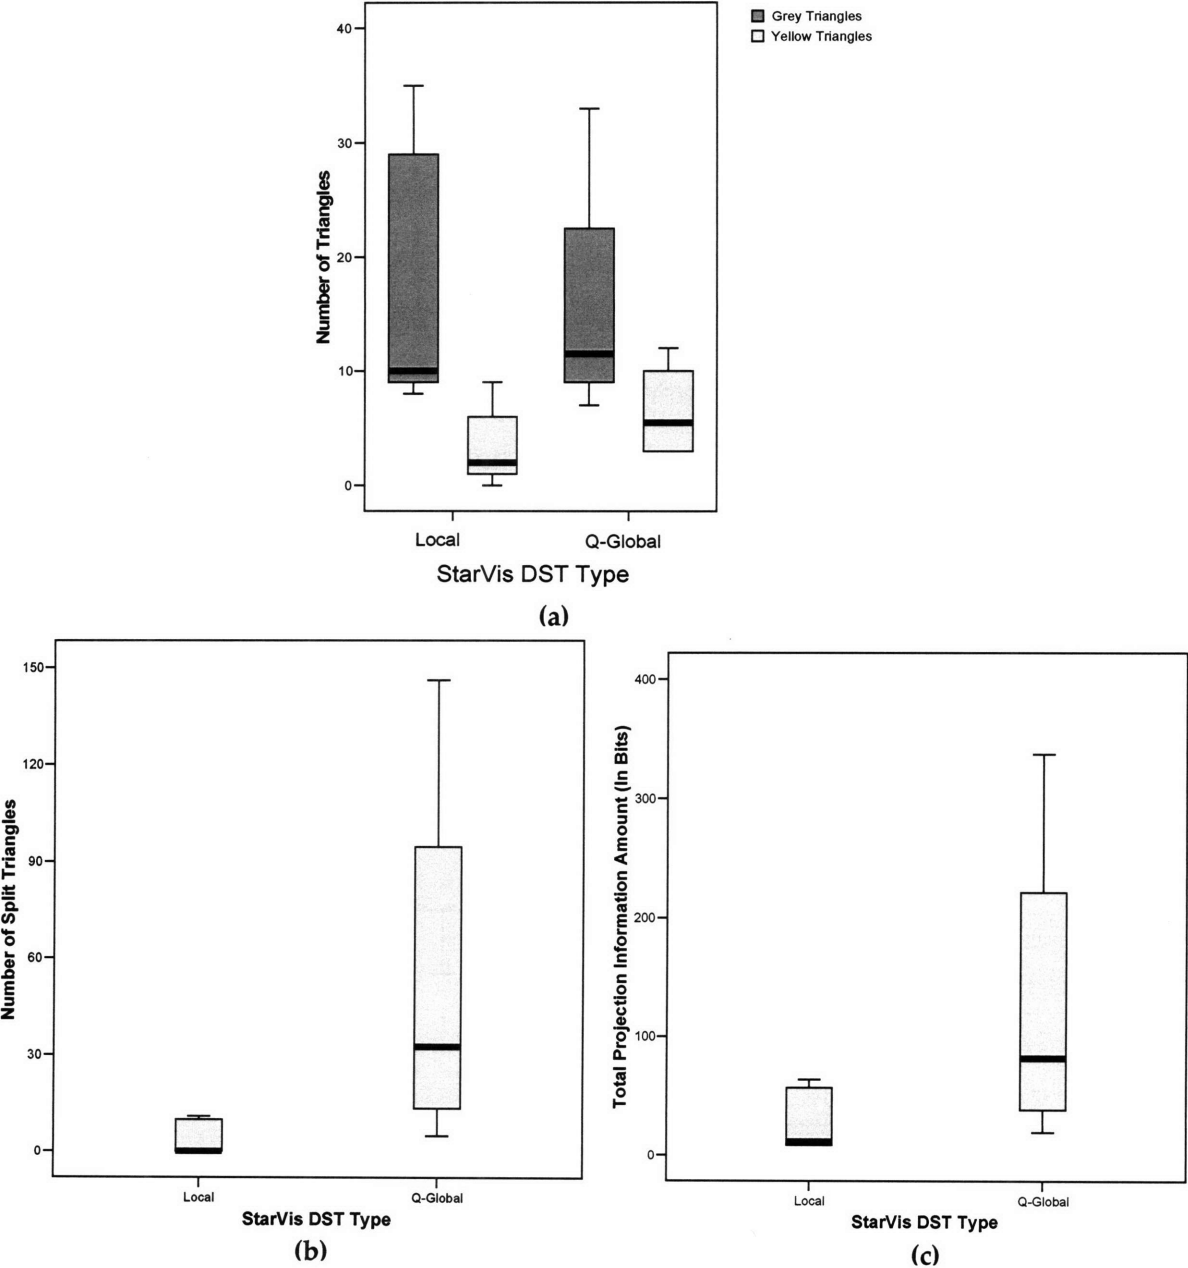 Grey Triangles
Yellow Triangles
40
30
20
10
0
Number of Triangles
Local
Q-Global
StarVis DST Type
(a)
150
120
90
60
30
0
Number of Split Triangles
Local
Q-Global
StarVis DST Type
(b)
400
300
200
100
0
Total Projection Information Amount (In Bits)
Local
Q-Global
StarVis DST Type
(c)